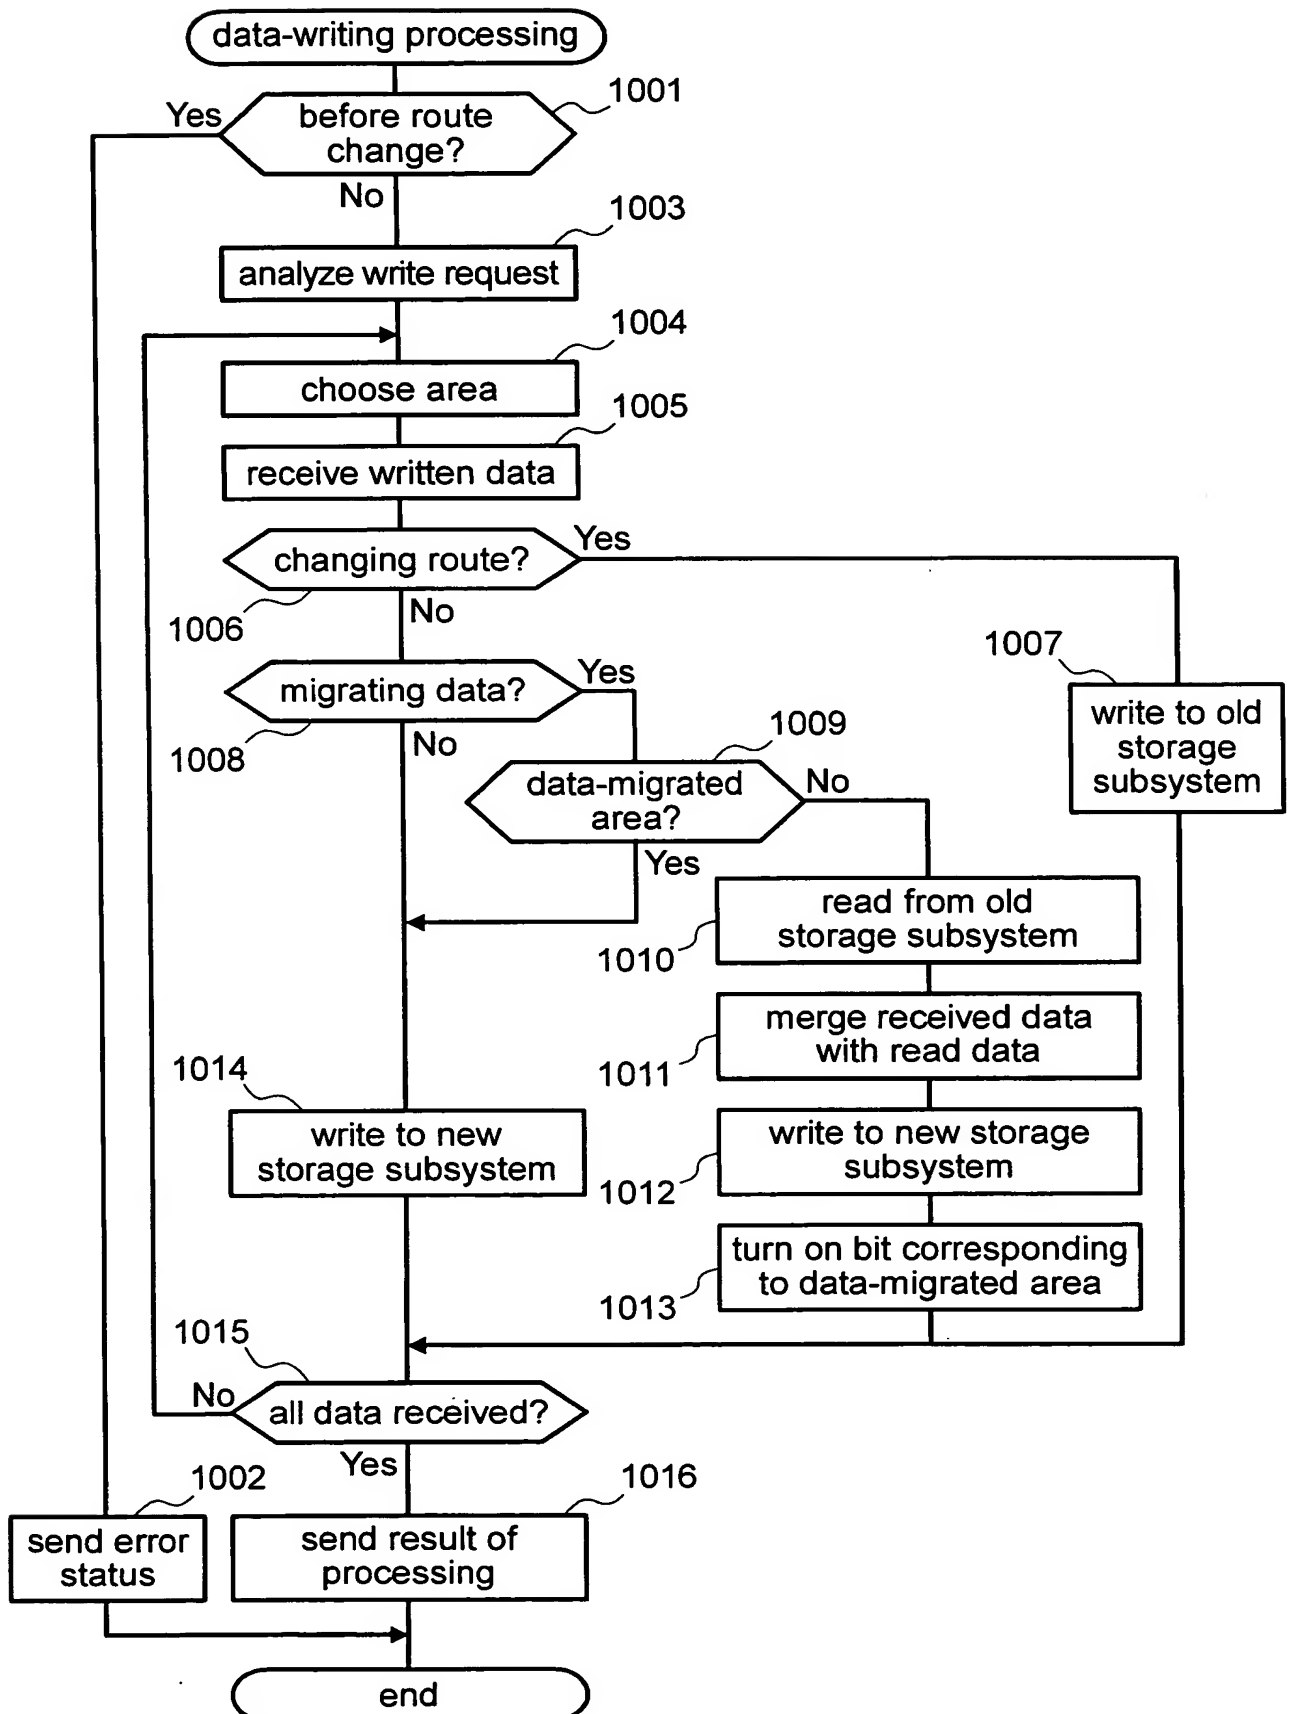 data-writing processing
1001
Yes
before route
change?
No
1003
analyze write request
1004
choose area
1005
receive written data
changing route?
Yes
1006
No
1007
write to old
storage
subsystem
migrating data?
Yes
1008
No
1009
data-migrated
area?
No
Yes
read from old
storage subsystem
1010
merge received data
with read data
1011
1014
write to new
storage subsystem
write to new storage
subsystem
1012
turn on bit corresponding
to data-migrated area
1013
1015
No
all data received?
Yes
1002
1016
send error
status
send result of
processing
end